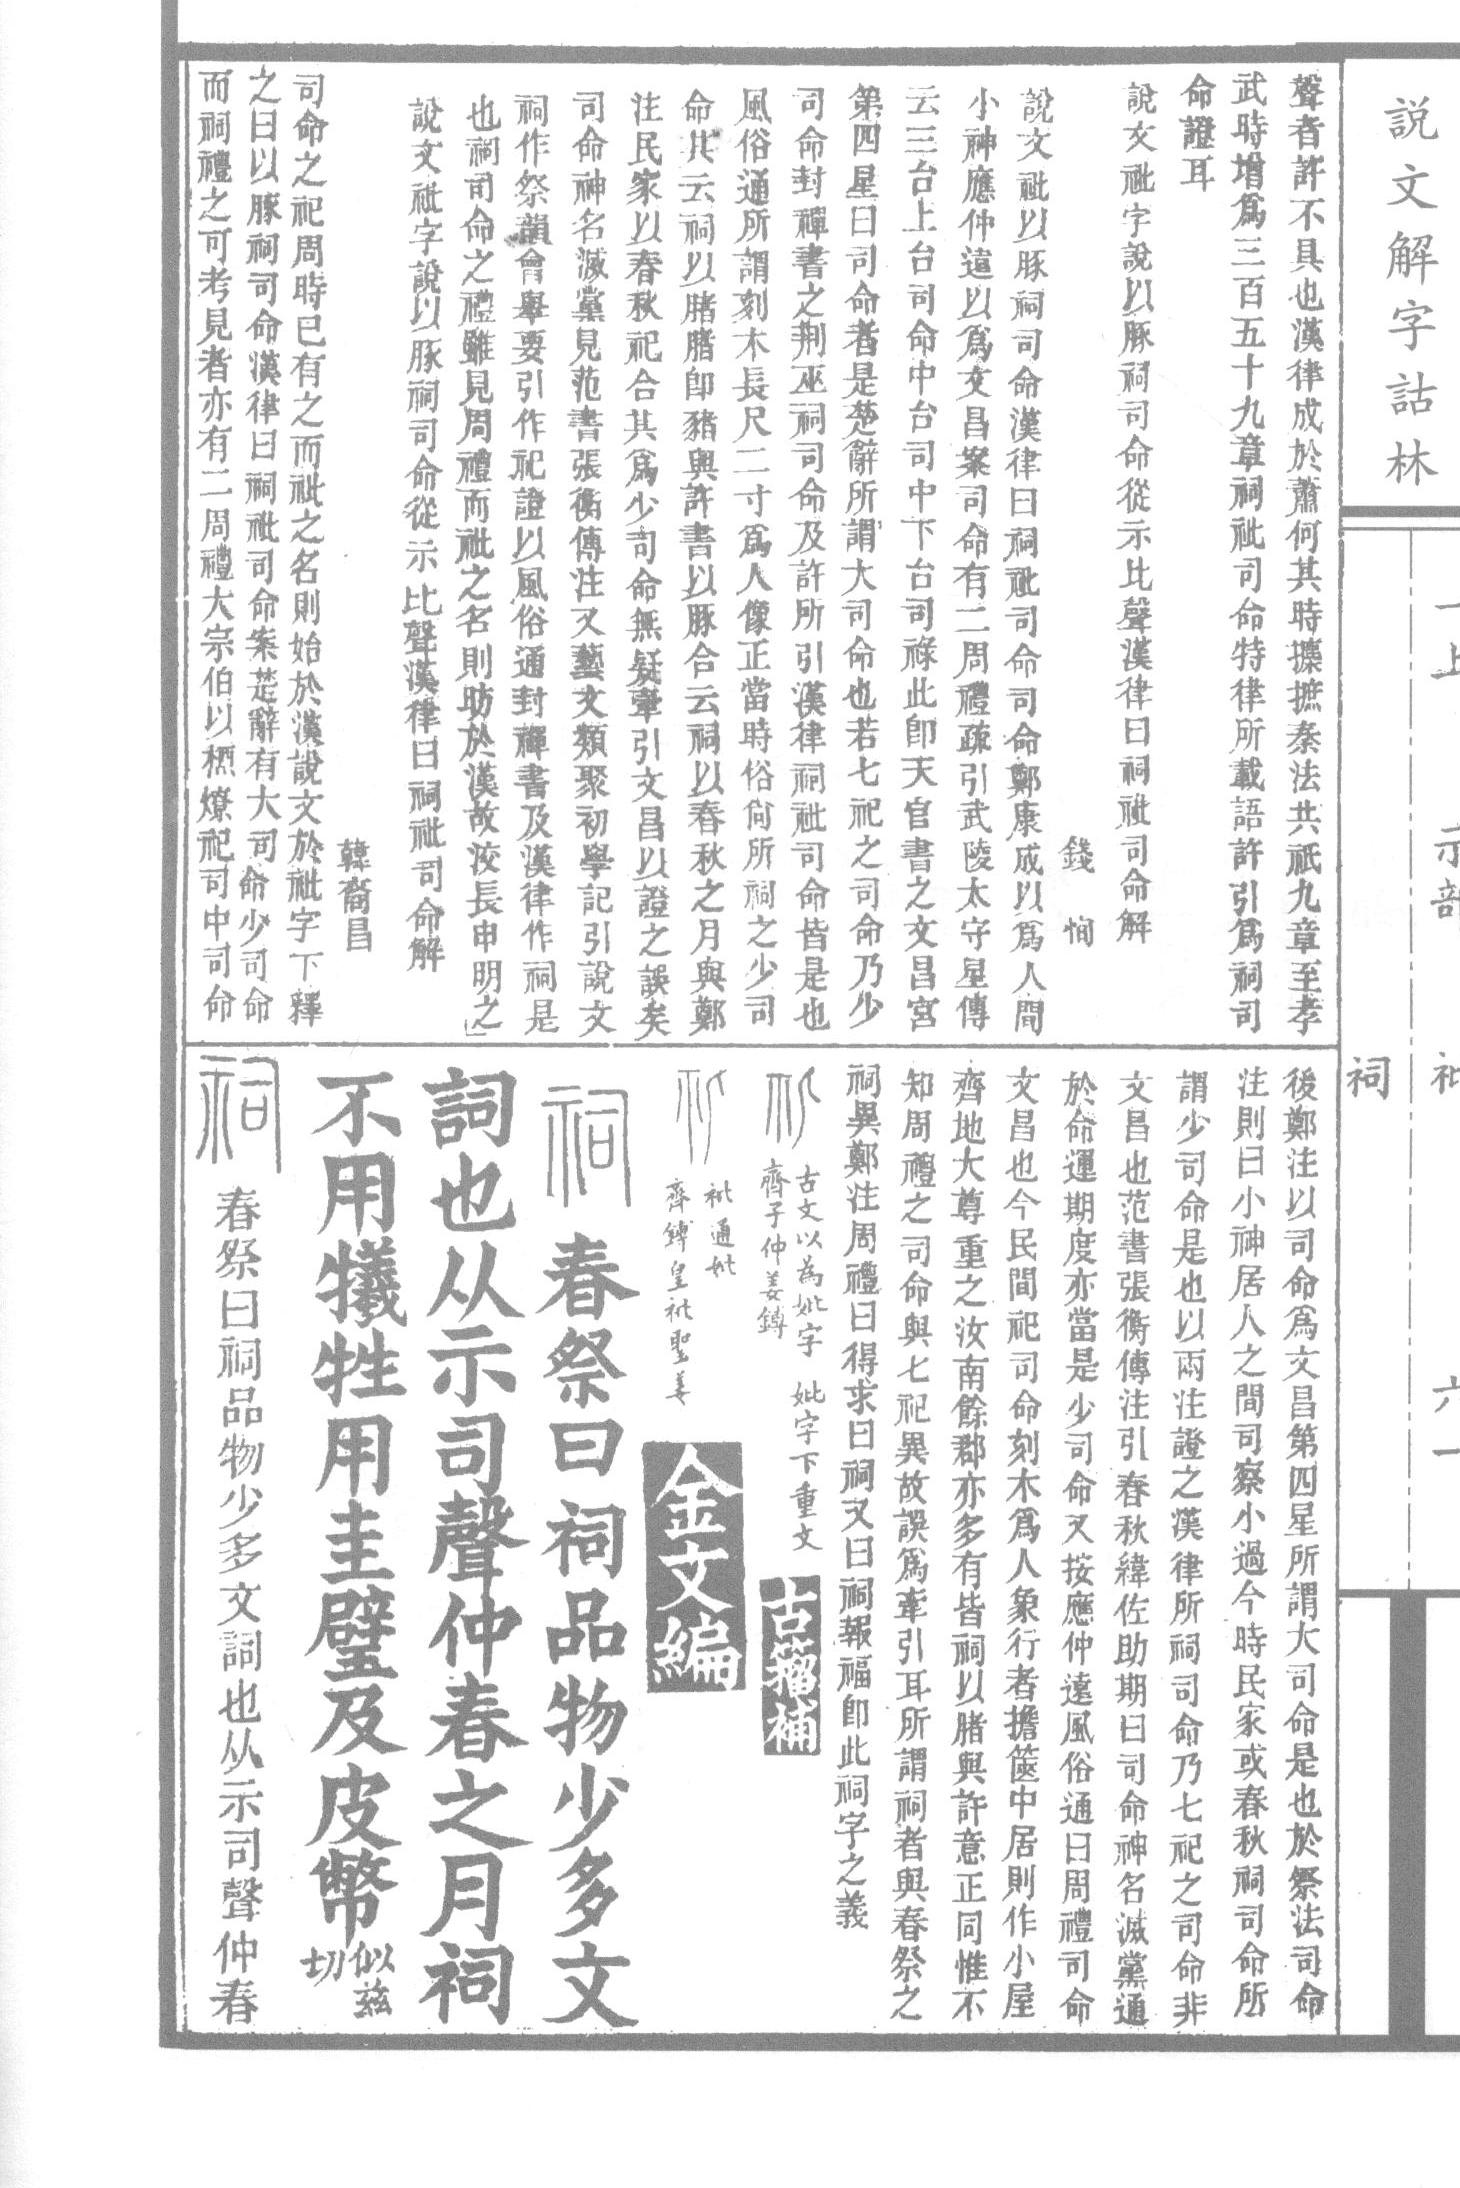 説文解字詁林
一上
示部
祠
六一
聲者許不具也漢律成於蕭何其時攥摭秦法共祇九章至孝
武時增爲三百五十九章祠祉司命特律所載語許引爲祠司
命證耳
說文祉字說以豚祠司命從示比聲漢律曰祠祉司命解
錢恂
說文祉以豚祠司命漢律曰祠祉司命司命鄭康成以爲人間
小神應仲遠以爲文昌案司命有二周禮疏引武陵太守星傳
云三台上台司命中台司中下台司祿此卽天官書之文昌宮
第四星曰司命者是楚辭所謂大司命也若七祀之司命乃少
司命封禪書之荆巫祠司命及許所引漢律祠祉司命皆是也
風俗通所謂刻木長尺二寸爲人像正當時俗尙所祠之少司
命其云祠以腊腊卽豬與許書以豚合云祠以春秋之月與鄭
注民家以春秋祀合其爲少司命無疑牽引文昌以證之誤矣
司命神名滅黨見范書張衡傳注又藝文類聚初學記引說文
祠作祭韻會舉要引作祀證以風俗通封禪書及漢律作祠是
也祠司命之禮雖見周禮而祉之名則昉於漢故洨長申明之
說文祉字說以豚祠司命從示比聲漢律曰祠祉司命解
韓裔昌
司命之祀周時已有之而祉之名則始於漢說文於祉字下釋
之曰以豚祠司命漢律曰祠祉司命案楚辭有大司命少司命
而祠禮之可考見者亦有二周禮大宗伯以槱燎祀司中司命
後鄭注以司命爲文昌第四星所謂大司命是也於祭法司命
注則曰小神居人之間司察小過今時民家或春秋祠司命所
謂少司命是也以兩注證之漢律所祠司命乃七祀之司命非
文昌也范書張衡傳注引春秋緯佐助期曰司命神名滅黨通
於命運期度亦當是少司命又按應仲遠風俗通曰周禮司命
文昌也今民間祀司命刻木爲人象行者擔篋中居則作小屋
齊地大尊重之汝南餘郡亦多有皆祠以腊與許意正同惟不
知周禮之司命與七祀異故誤爲牽引耳所謂祠者與春祭之
祠異鄭注周禮曰得求曰祠又曰祠報福卽此祠字之義
古文以為妣字 妣字下重文
齊子仲姜鎛
古籀補
祉通妣
齊鎛皇祉聖姜
金文編
春祭曰祠品物少多文
詞也从示司聲仲春之月祠
不用犧牲用圭璧及皮幣似兹切
春祭曰祠品物少多文詞也从示司聲仲春